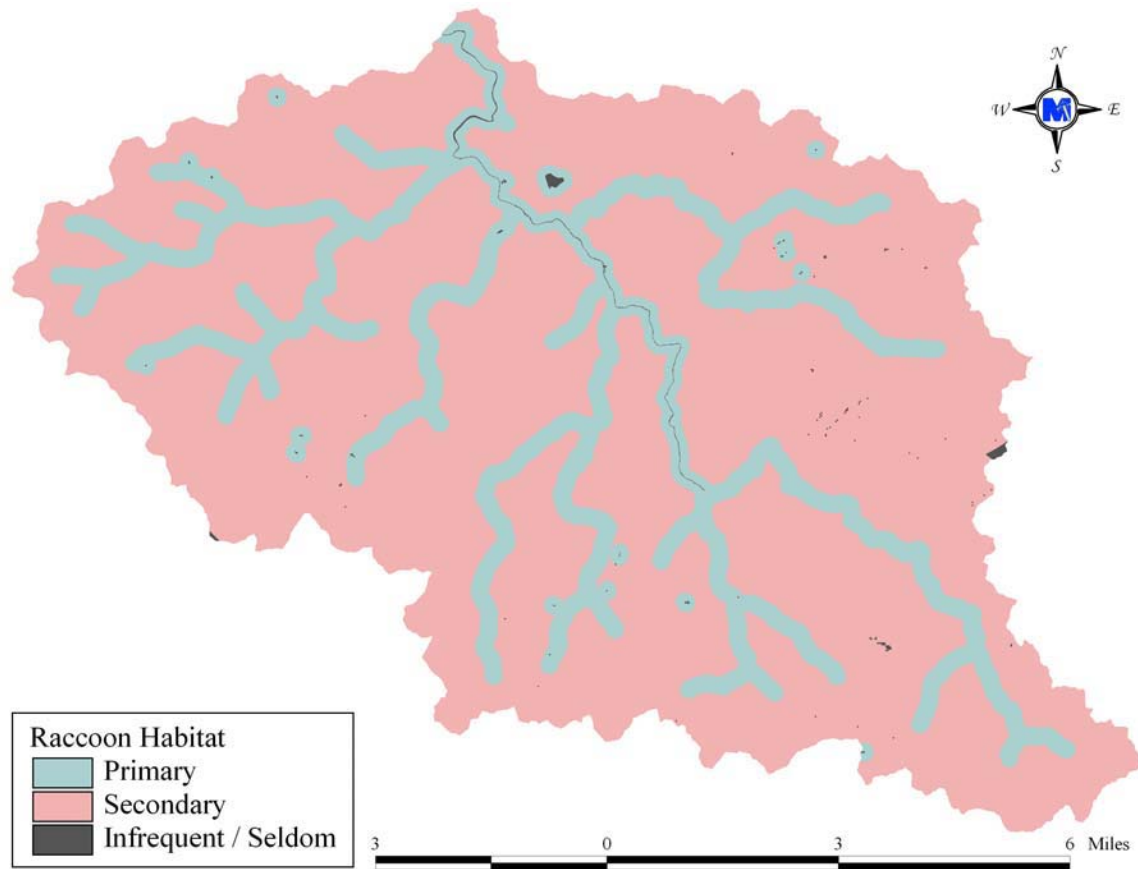 N
W M E
S
Raccoon Habitat
Primary
Secondary
Infrequent / Seldom
3 0 3 6 Miles